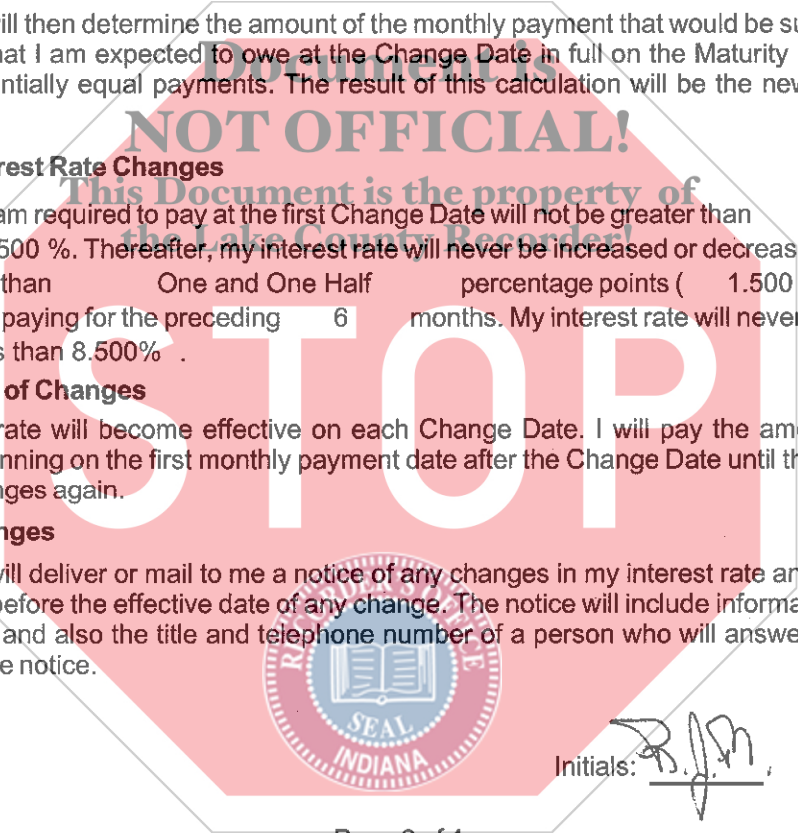 ill then determine the amount of the monthly payment that would be su
nat I am expected to owe at the Change Date in full on the Maturity
ntially equal payments. The result of this calculation will be the new
Document is
NOT OFFICIAL!
This Document is the property of
the Lake County Recorder!
rest Rate Changes
am required to pay at the first Change Date will not be greater than
500 %. Thereafter, my interest rate will never be increased or decreas
than One and One Half percentage points ( 1.500
paying for the preceding 6 months. My interest rate will never
s than 8.500% .
of Changes
rate will become effective on each Change Date. I will pay the am
nning on the first monthly payment date after the Change Date until th
nges again.
STOP
nges
vill deliver or mail to me a notice of any changes in my interest rate an
before the effective date of any change. The notice will include informa
and also the title and telephone number of a person who will answe
e notice.
RECORDER'S OFFICE
SEAL
INDIANA
Initials: R.J.M.